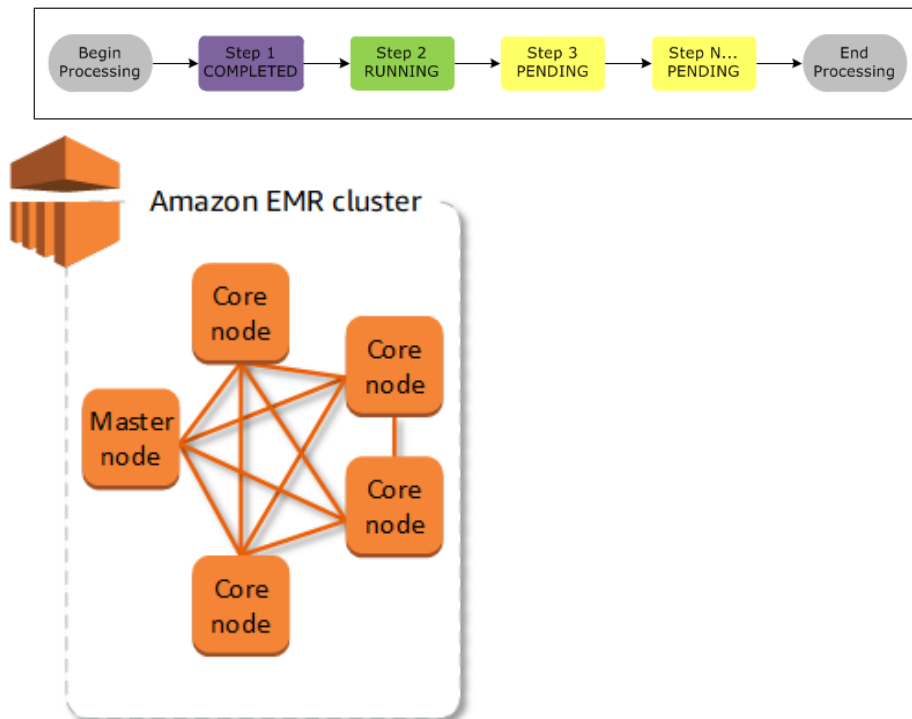 Begin
Processing
Step 1
COMPLETED
Step 2
RUNNING
Step 3
PENDING
Step N...
PENDING
End
Processing
Amazon EMR cluster
Core
node
Core
node
Master
node
Core
node
Core
node